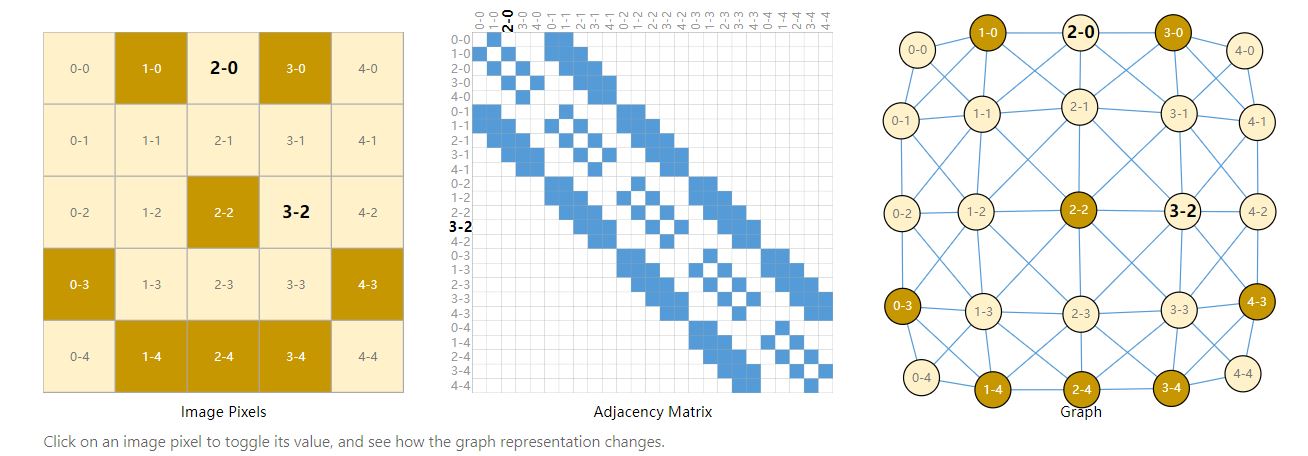 0-0 1-0 2-0 3-0 4-0
0-1 1-1 2-1 3-1 4-1
0-2 1-2 2-2 3-2 4-2
0-3 1-3 2-3 3-3 4-3
0-4 1-4 2-4 3-4 4-4
Image Pixels
0-0 1-0 2-0 3-0 4-0 0-1 1-1 2-1 3-1 4-1 0-2 1-2 2-2 3-2 4-2 0-3 1-3 2-3 3-3 4-3 0-4 1-4 2-4 3-4 4-4
0-0
1-0
2-0
3-0
4-0
0-1
1-1
2-1
3-1
4-1
0-2
1-2
2-2
3-2
4-2
0-3
1-3
2-3
3-3
4-3
0-4
1-4
2-4
3-4
4-4
Adjacency Matrix
0-0 1-0 2-0 3-0 4-0
0-1 1-1 2-1 3-1 4-1
0-2 1-2 2-2 3-2 4-2
0-3 1-3 2-3 3-3 4-3
0-4 1-4 2-4 3-4 4-4
Graph
Click on an image pixel to toggle its value, and see how the graph representation changes.